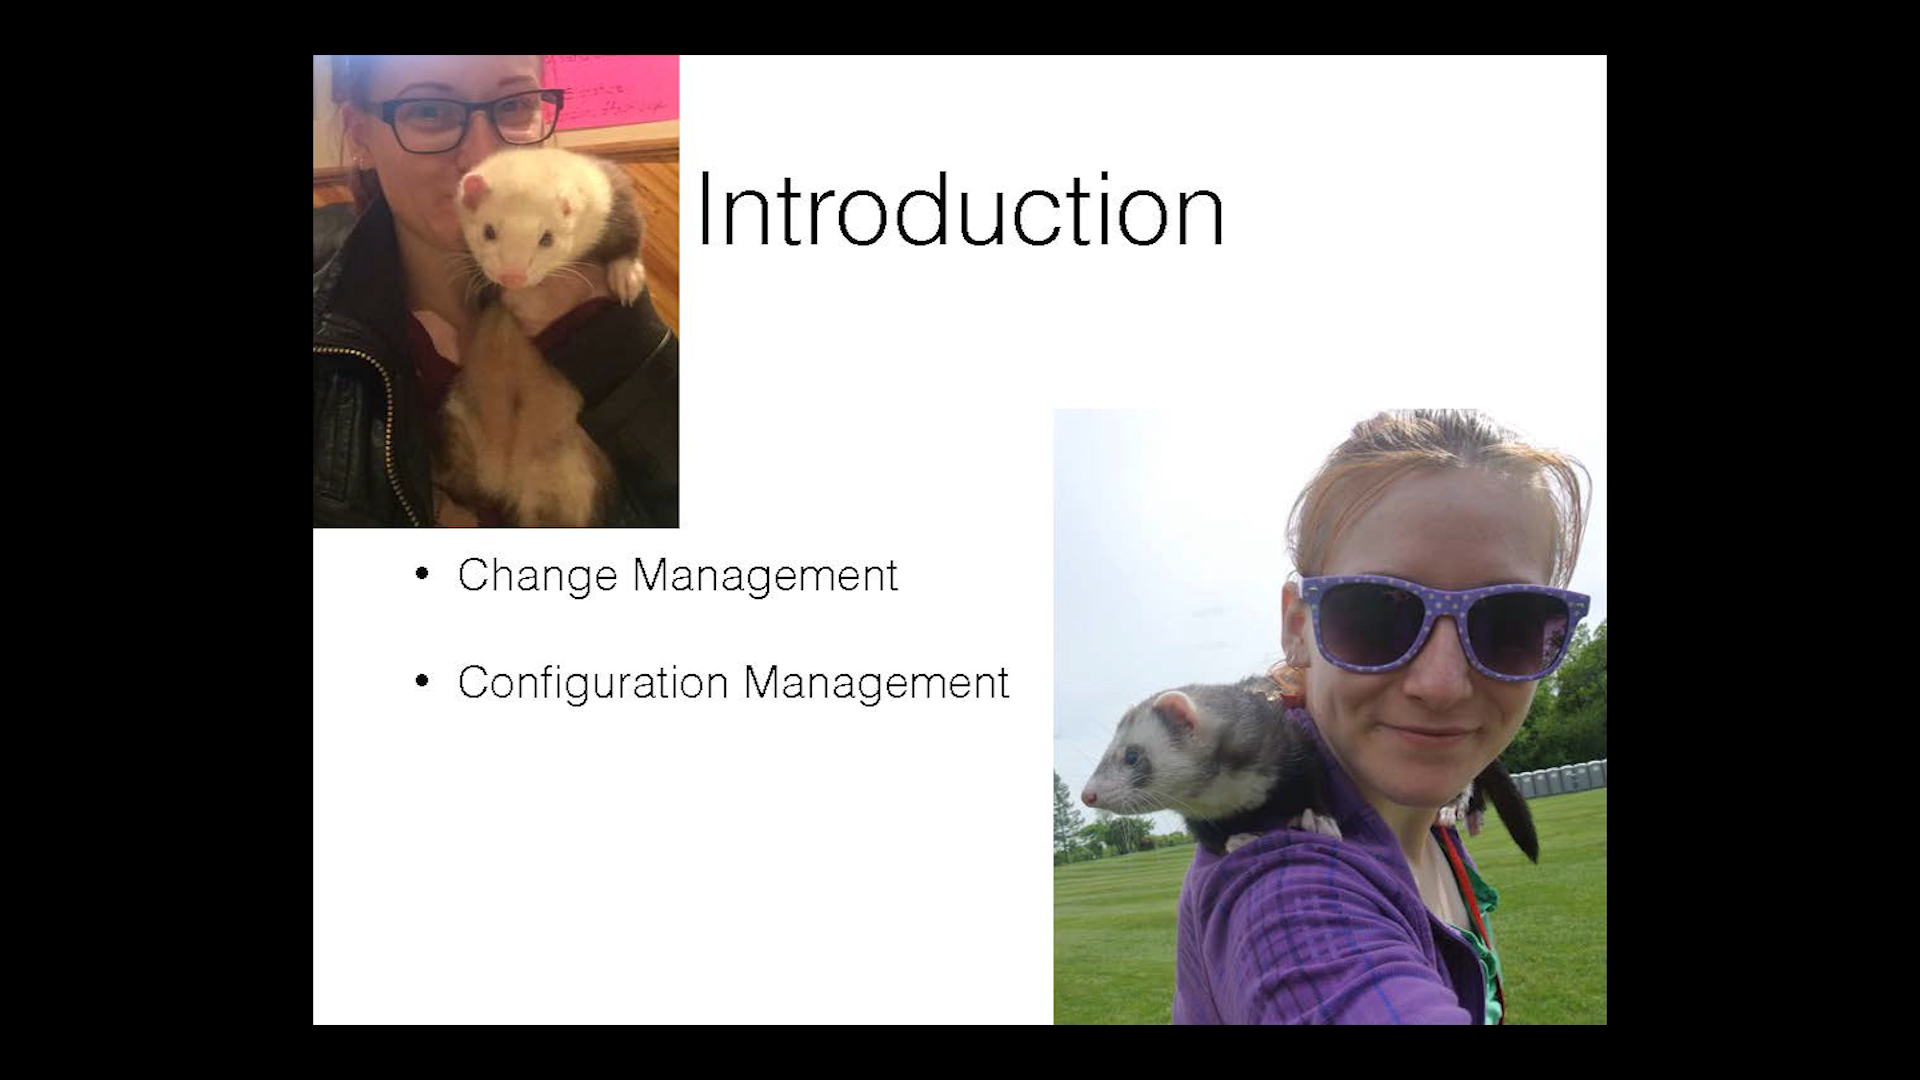 Introduction
• Change Management
• Configuration Management